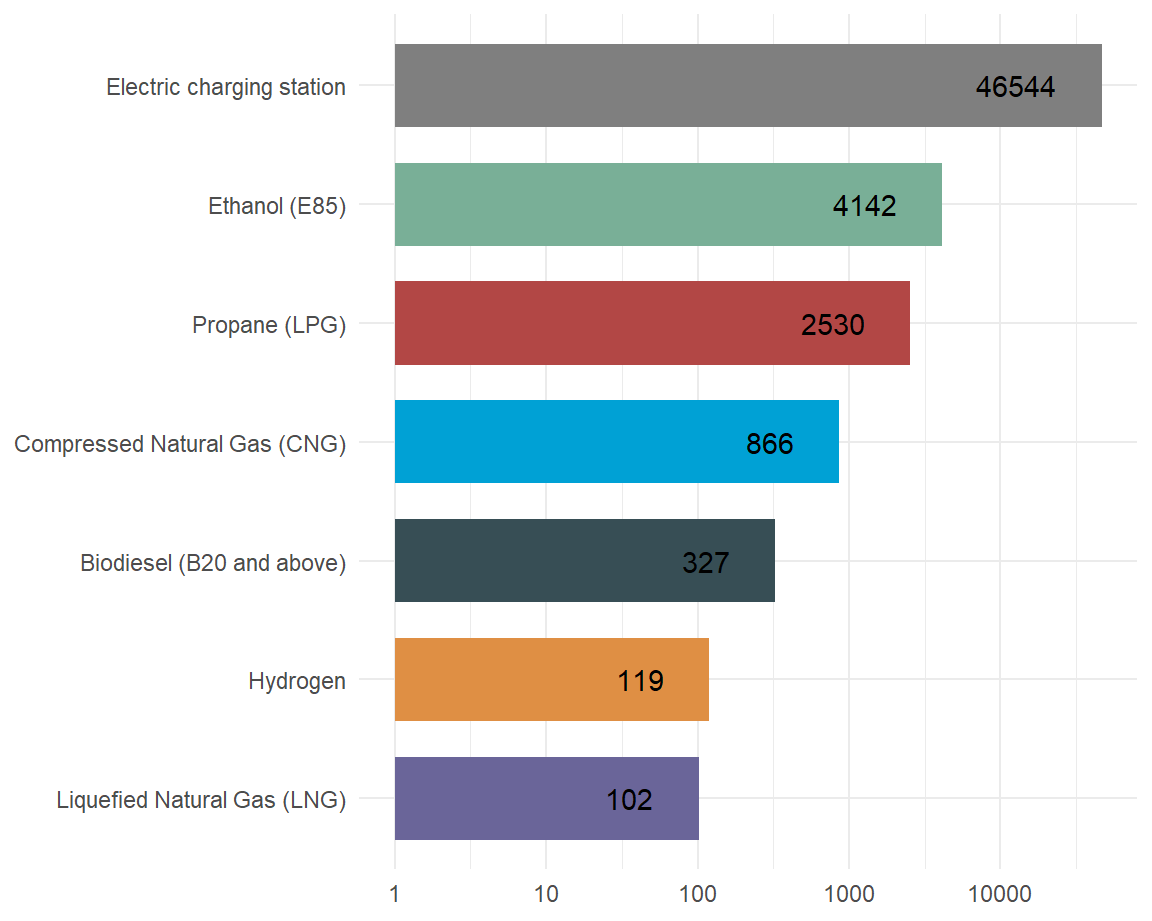 Electric charging station 46544
Ethanol (E85) 4142
Propane (LPG) 2530
Compressed Natural Gas (CNG) 866
Biodiesel (B20 and above) 327
Hydrogen 119
Liquefied Natural Gas (LNG) 102
1 10 100 1000 10000